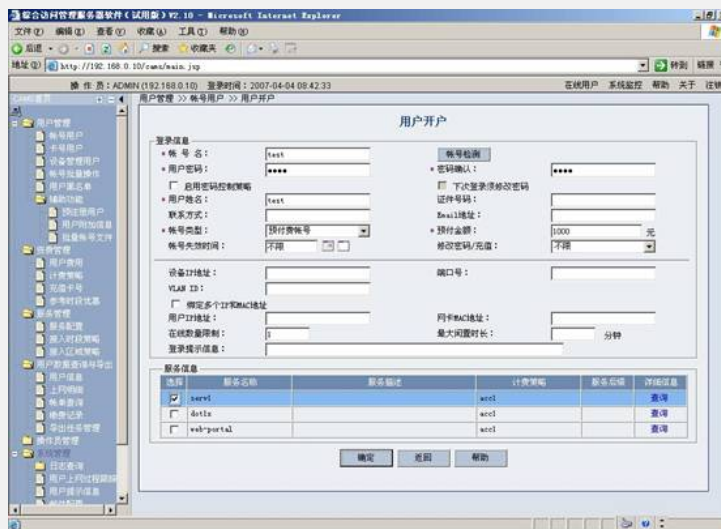 综合访问管理服务器软件（试用版）V2.10 - Microsoft Internet Explorer
文件(F) 编辑(E) 查看(V) 收藏(A) 工具(T) 帮助(H)
后退 搜索 收藏夹
地址(D) http://192.168.0.10/cams/main.jsp 转到 链接
操 作 员：ADMIN (192.168.0.10) 登录时间：2007-04-04 08:42:33 在线用户 系统监控 帮助 关于 注销
CAMS首页
用户管理 >> 帐号用户 >> 用户开户
用户管理
帐号用户
卡号用户
设备管理用户
帐号批量操作
用户黑名单
辅助功能
预注册用户
用户附加信息
批量帐号文件
资费管理
用户费用
计费策略
充值卡号
参考时段优惠
服务管理
服务配置
接入时段策略
接入区域策略
用户数据查询与导出
用户信息
上网明细
帐单查询
缴费记录
导出任务管理
操作员管理
系统管理
日志查询
用户上网过程跟踪
用户提示信息
用户开户
登录信息
* 帐 号 名： test 帐号检测
* 用户密码： •••• * 密码确认： ••••
启用密码控制策略 下次登录须修改密码
* 用户姓名： test 证件号码：
联系方式： Email地址：
* 帐号类型： 预付费帐号 * 预付金额： 1000 元
帐号失效时间： 不限 修改密码/充值： 不限
设备IP地址： 端口号：
VLAN ID：
绑定多个IP和MAC地址
用户IP地址： 网卡MAC地址：
在线数量限制： 1 最大闲置时长： 分钟
登录提示信息：
服务信息
选择 服务名称 服务描述 计费策略 服务后缀 详细信息
serv1 acc1 查询
dot1x acc1 查询
web-portal acc1 查询
确定 返回 帮助